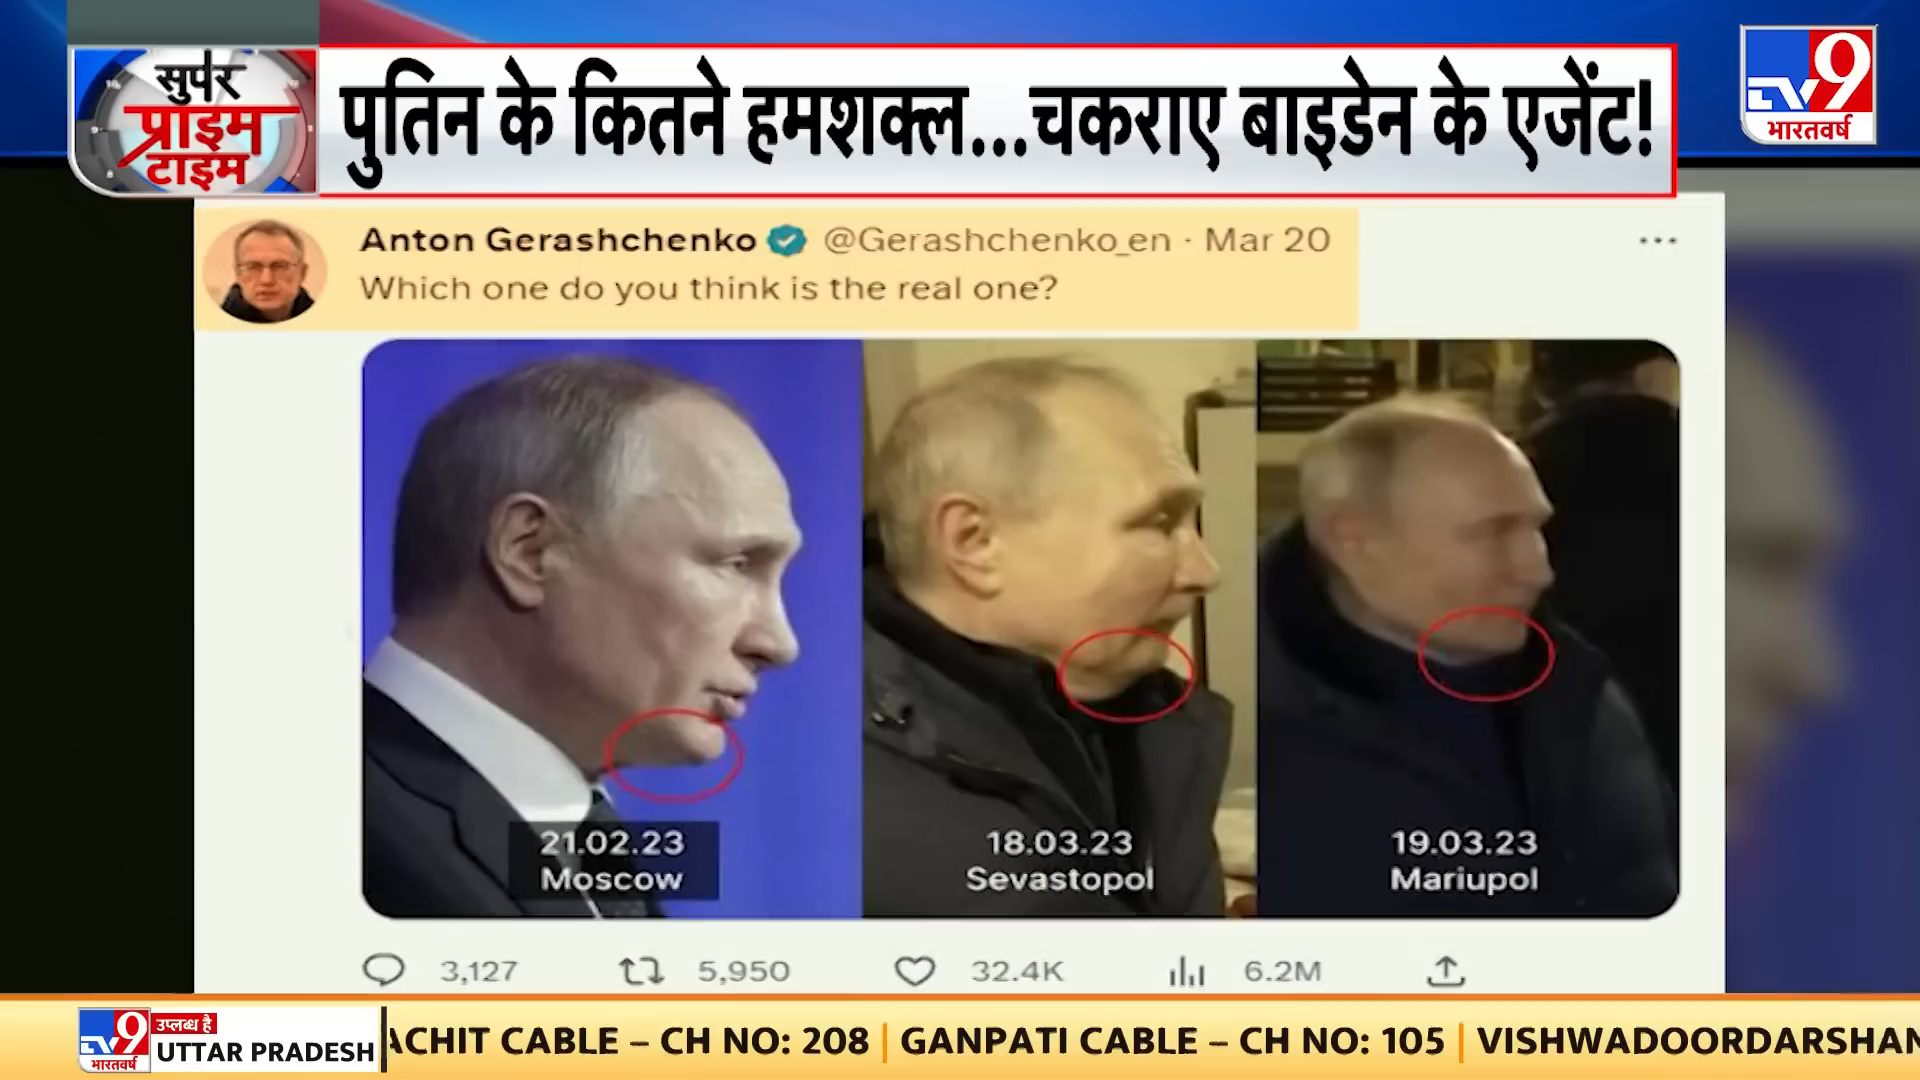 सुपर
प्राइम
टाइम
पुतिन के कितने हमशक्ल...चकराए बाइडेन के एजेंट!
TV9
भारतवर्ष
Anton Gerashchenko @Gerashchenko_en · Mar 20
Which one do you think is the real one?
21.02.23
Moscow
18.03.23
Sevastopol
19.03.23
Mariupol
3,127 5,950 32.4K 6.2M
TV9
भारतवर्ष
उपलब्ध है
UTTAR PRADESH
ACHIT CABLE – CH NO: 208 | GANPATI CABLE – CH NO: 105 | VISHWADOORDARSHAN